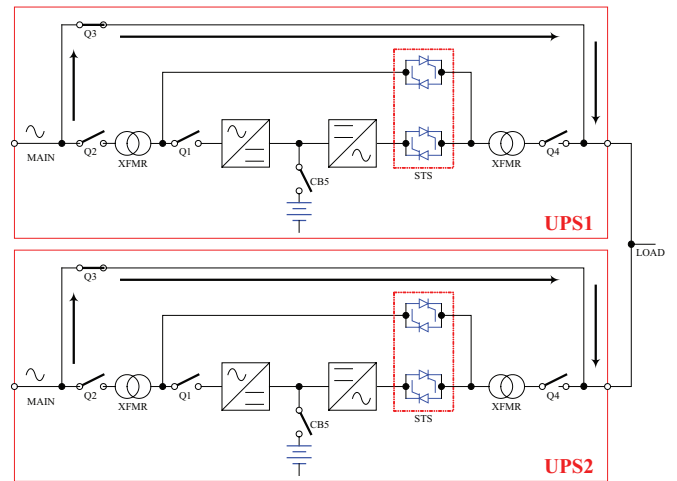 Q3
MAIN
Q2
XFMR
Q1
CB5
STS
XFMR
Q4
UPS1
LOAD
Q3
MAIN
Q2
XFMR
Q1
CB5
STS
XFMR
Q4
UPS2